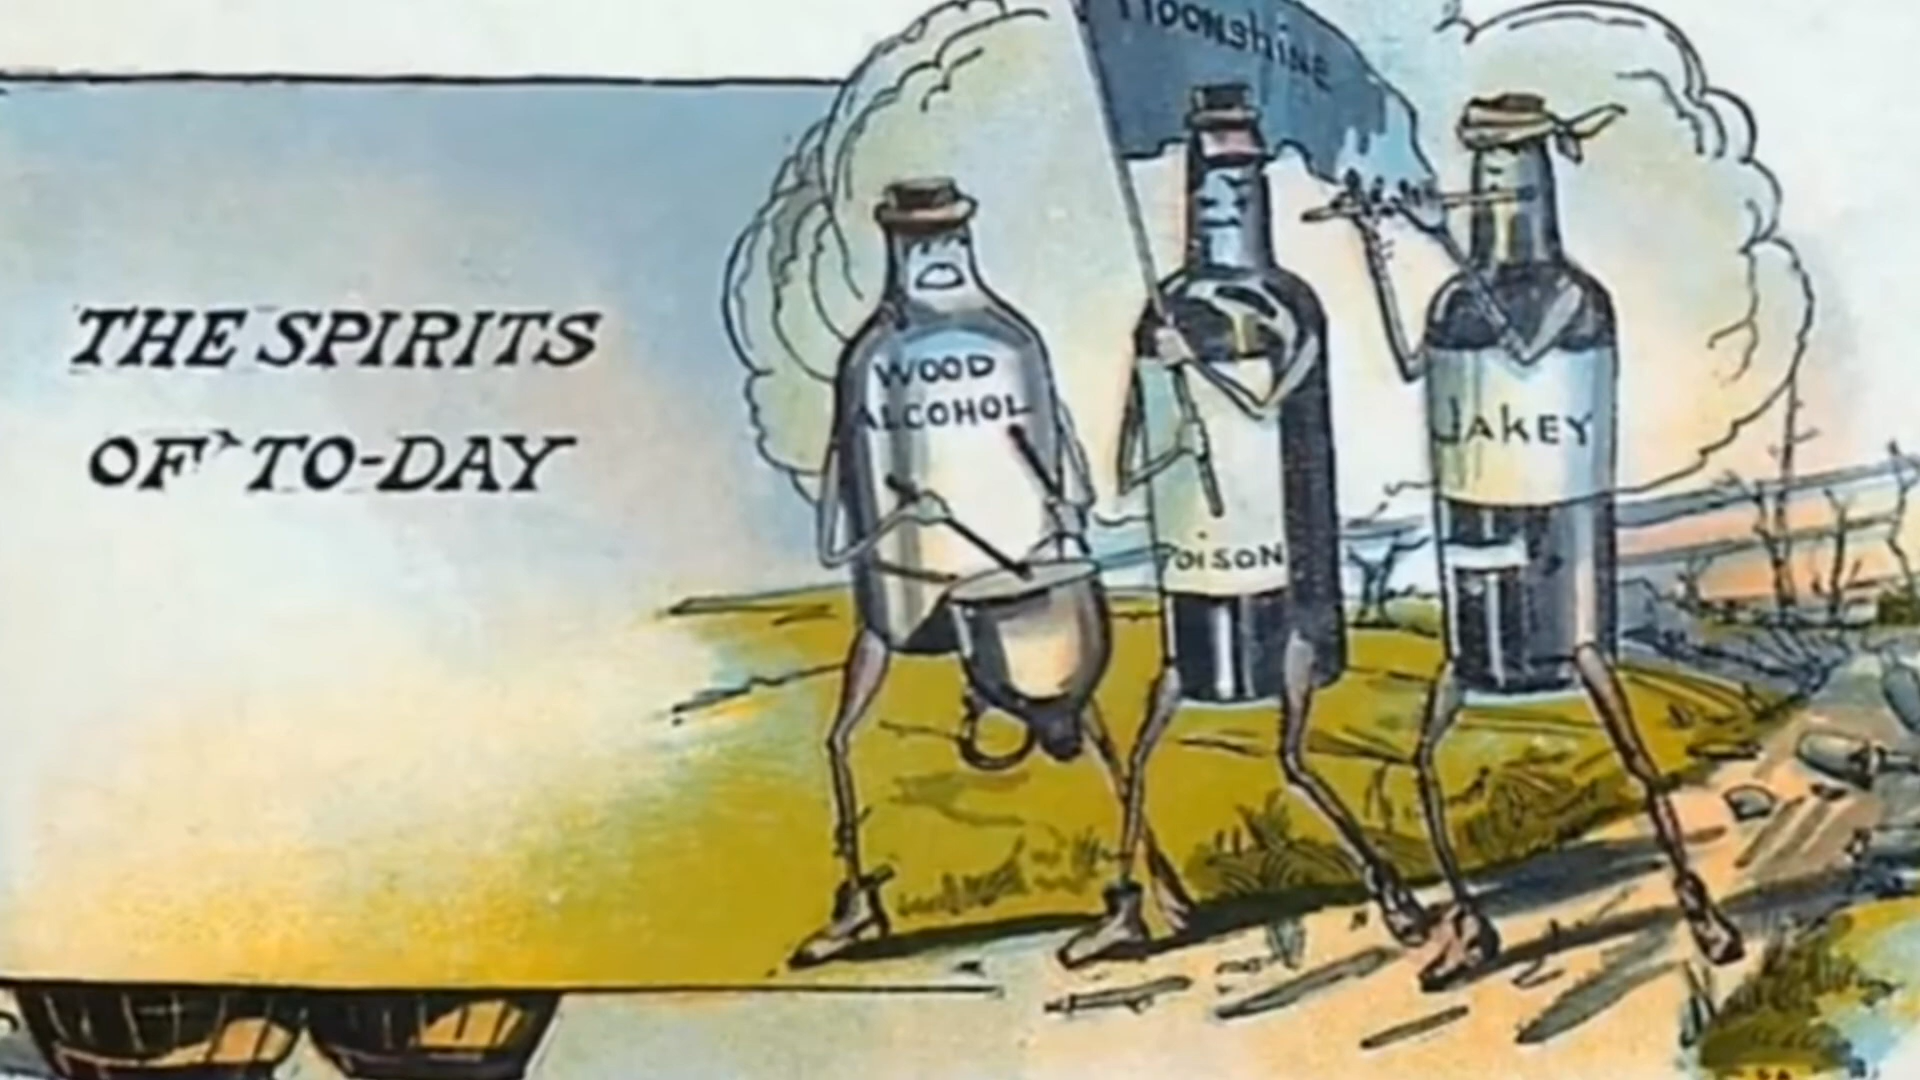 Moonshine
THE SPIRITS
OF TO-DAY
WOOD
ALCOHOL
POISON
JAKEY